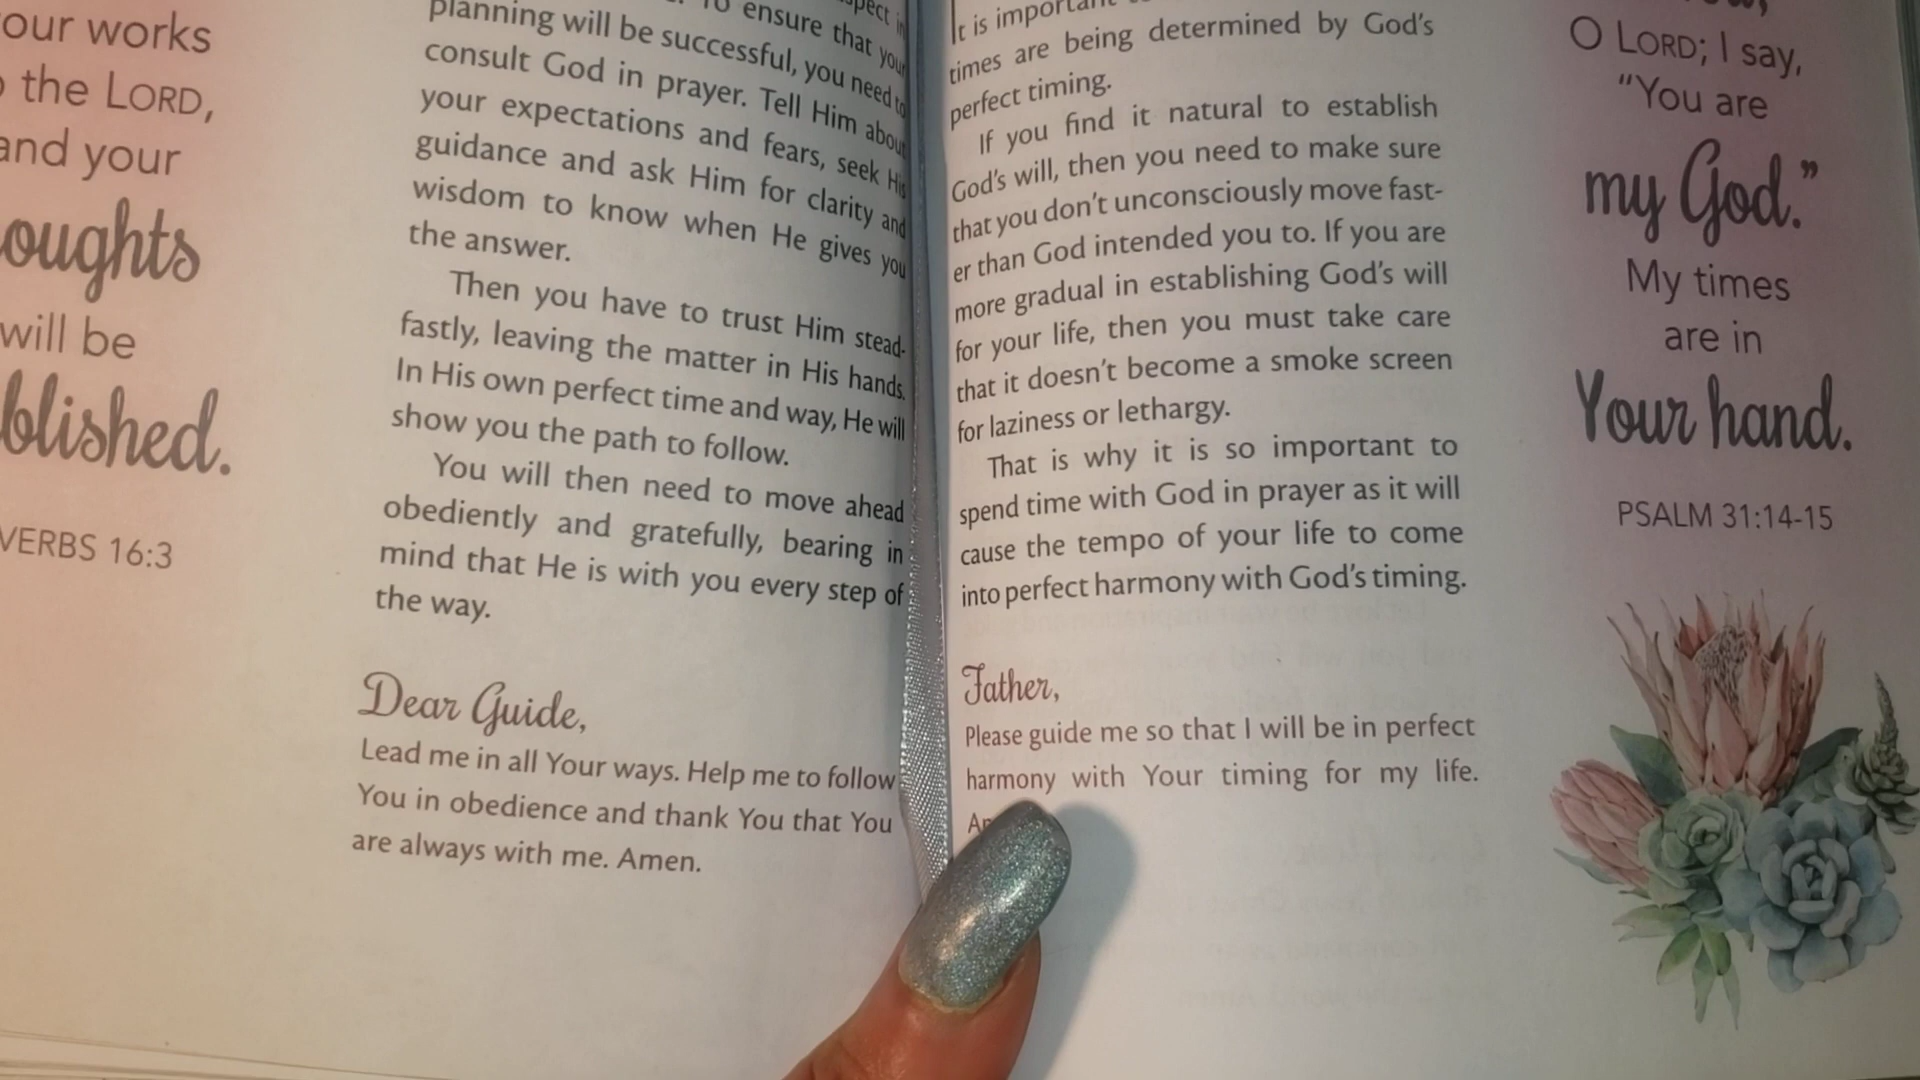 our works
the LORD,
and your
oughts
will be
blished.
VERBS 16:3
To ensure that your
planning will be successful, you need to
consult God in prayer. Tell Him about
your expectations and fears, seek His
guidance and ask Him for clarity and
wisdom to know when He gives you
the answer.
Then you have to trust Him stead-
fastly, leaving the matter in His hands.
In His own perfect time and way, He will
show you the path to follow.
You will then need to move ahead
obediently and gratefully, bearing in
mind that He is with you every step of
the way.
Dear Guide,
Lead me in all Your ways. Help me to follow
You in obedience and thank You that You
are always with me. Amen.
It is important
times are being determined by God's
perfect timing.
If you find it natural to establish
God's will, then you need to make sure
that you don't unconsciously move fast-
er than God intended you to. If you are
more gradual in establishing God's will
for your life, then you must take care
that it doesn't become a smoke screen
for laziness or lethargy.
That is why it is so important to
spend time with God in prayer as it will
cause the tempo of your life to come
into perfect harmony with God's timing.
Father,
Please guide me so that I will be in perfect
harmony with Your timing for my life.
O LORD; I say,
“You are
my God.”
My times
are in
Your hand.
PSALM 31:14-15